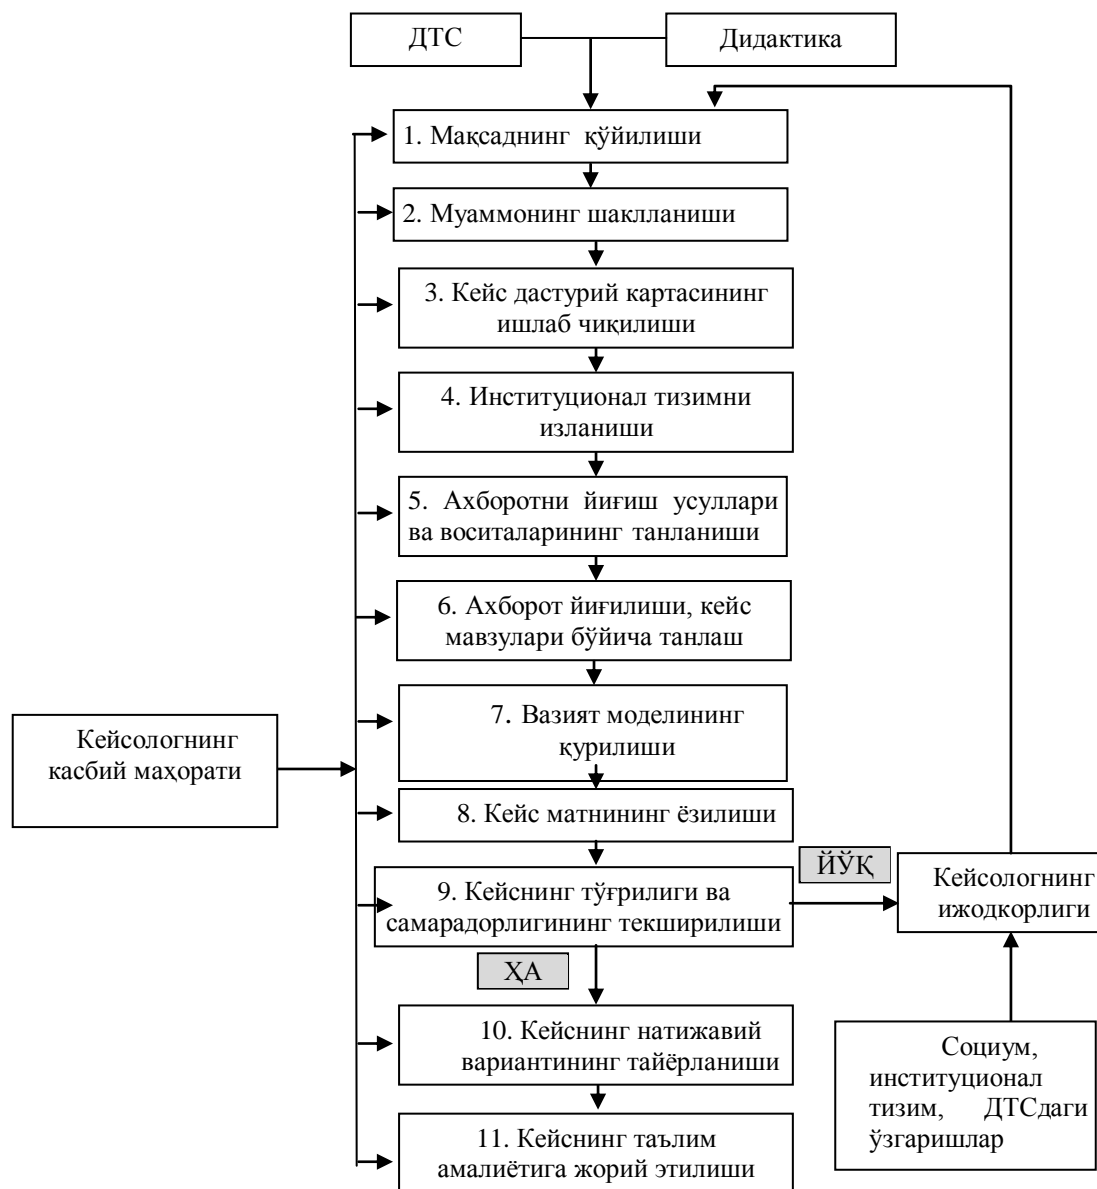 ДТС
Дидактика
1. Мақсаднинг қўйилиши
2. Муаммонинг шаклланиши
3. Кейс дастурий картасининг
ишлаб чиқилиши
4. Институционал тизимни
изланиши
5. Ахборотни йиғиш усуллари
ва воситаларининг танланиши
6. Ахборот йиғилиши, кейс
мавзулари бўйича танлаш
7. Вазият моделининг
қурилиши
Кейсологнинг
касбий маҳорати
8. Кейс матнининг ёзилиши
9. Кейснинг тўғрилиги ва
самарадорлигининг текширилиши
ЙЎҚ
Кейсологнинг
ижодкорлиги
ҲА
10. Кейснинг натижавий
вариантининг тайёрланиши
Социум,
институционал
тизим, ДТСдаги
ўзгаришлар
11. Кейснинг таълим
амалиётига жорий этилиши